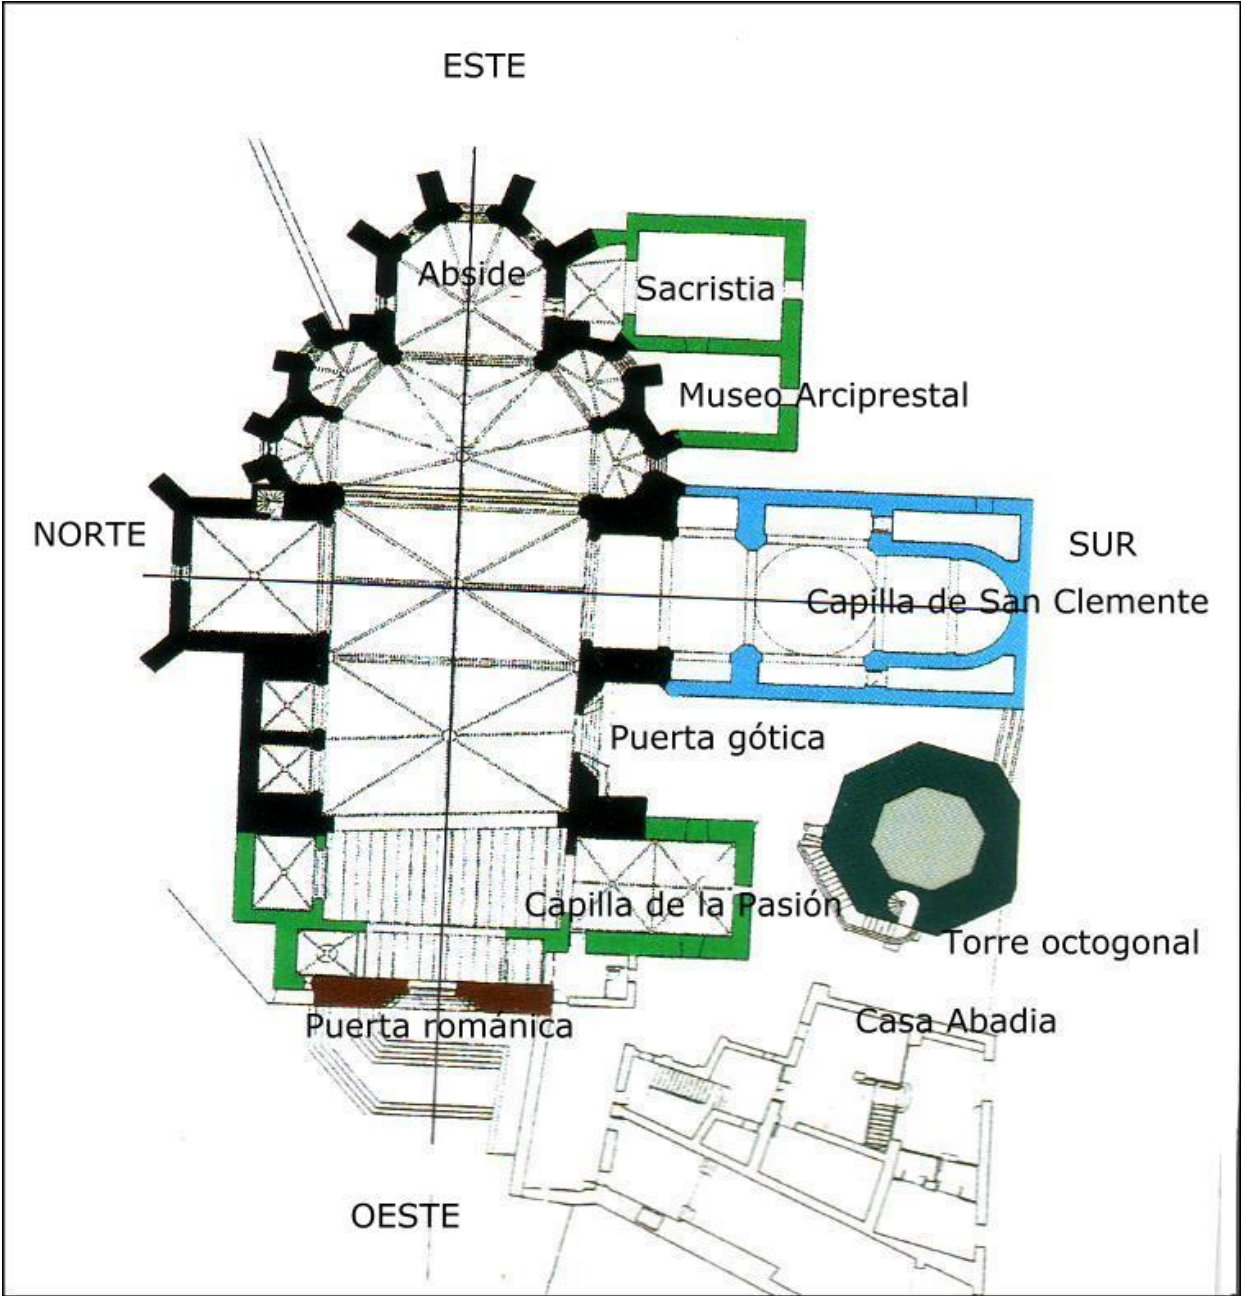 ESTE
Abside
Sacristia
Museo Arciprestal
NORTE
SUR
Capilla de San Clemente
Puerta gótica
Capilla de la Pasión
Torre octogonal
Puerta románica
Casa Abadia
OESTE